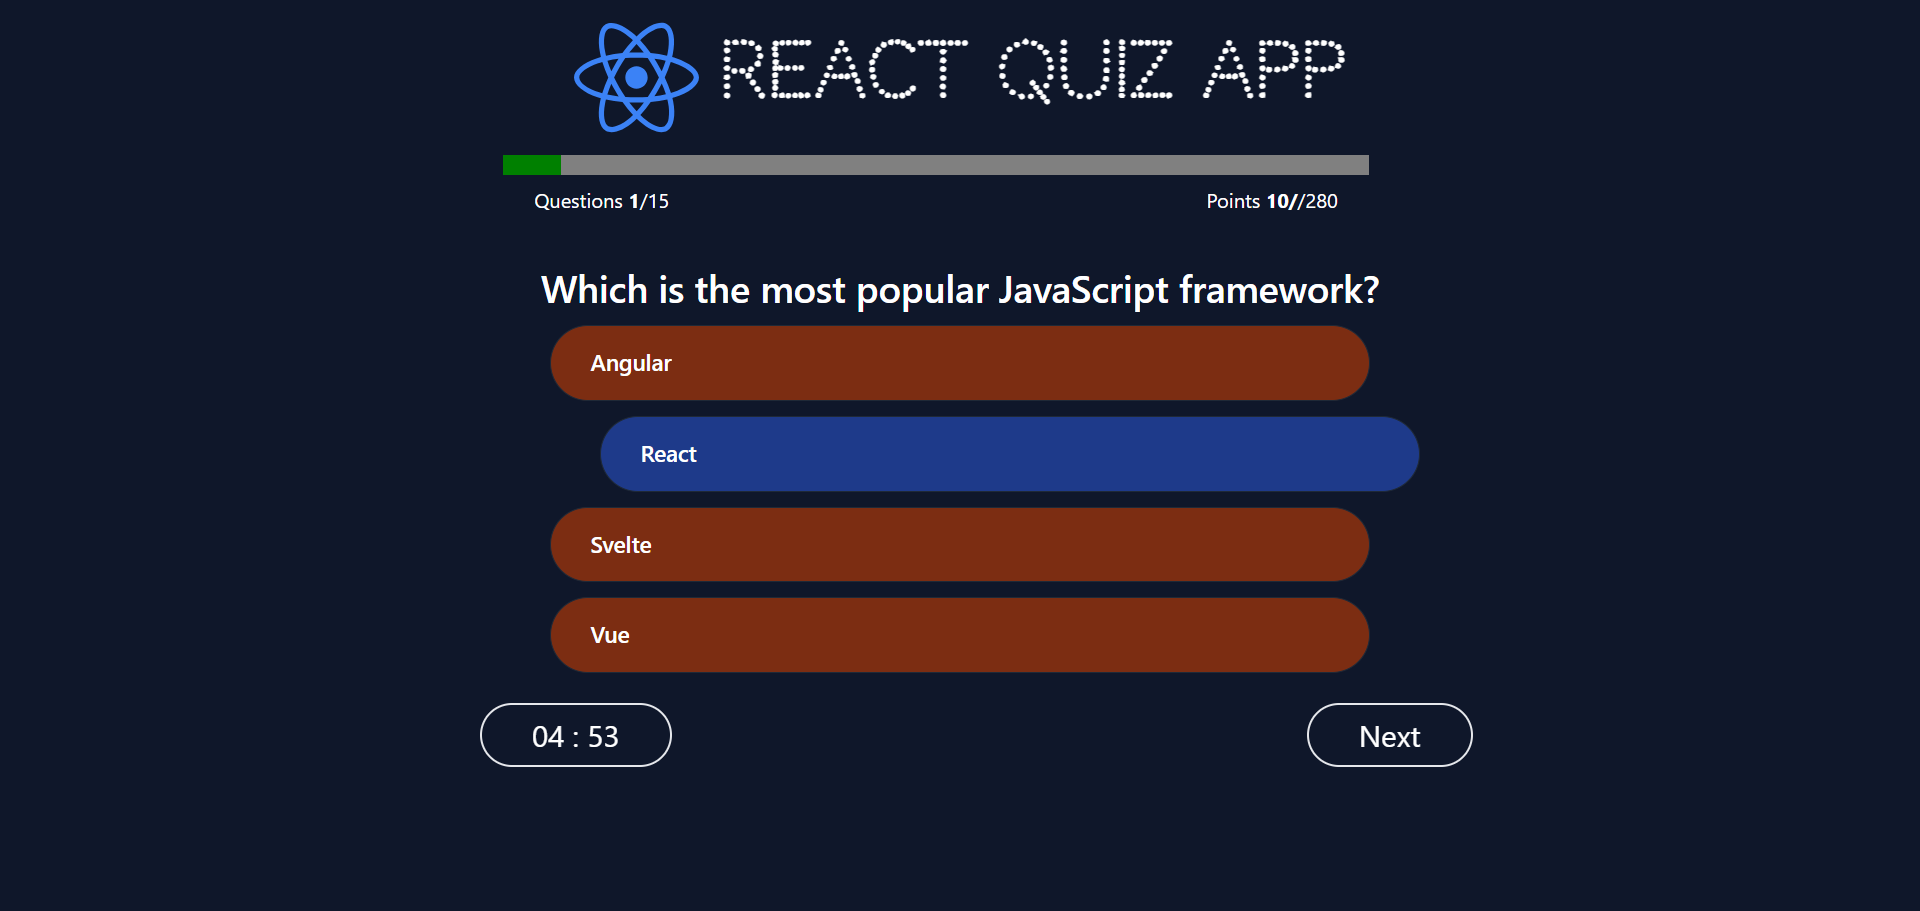 REACT QUIZ APP
Questions 1/15
Points 10//280
Which is the most popular JavaScript framework?
Angular
React
Svelte
Vue
04 : 53
Next